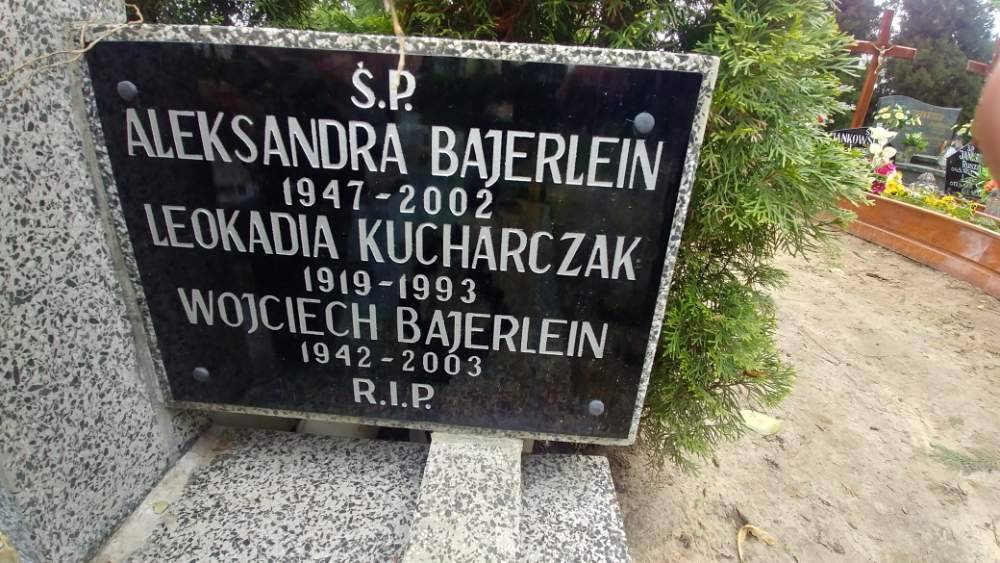 Ś.P.
ALEKSANDRA BAJERLEIN
1947-2002
LEOKADIA KUCHARCZAK
1919-1993
WOJCIECH BAJERLEIN
1942-2003
R.I.P.